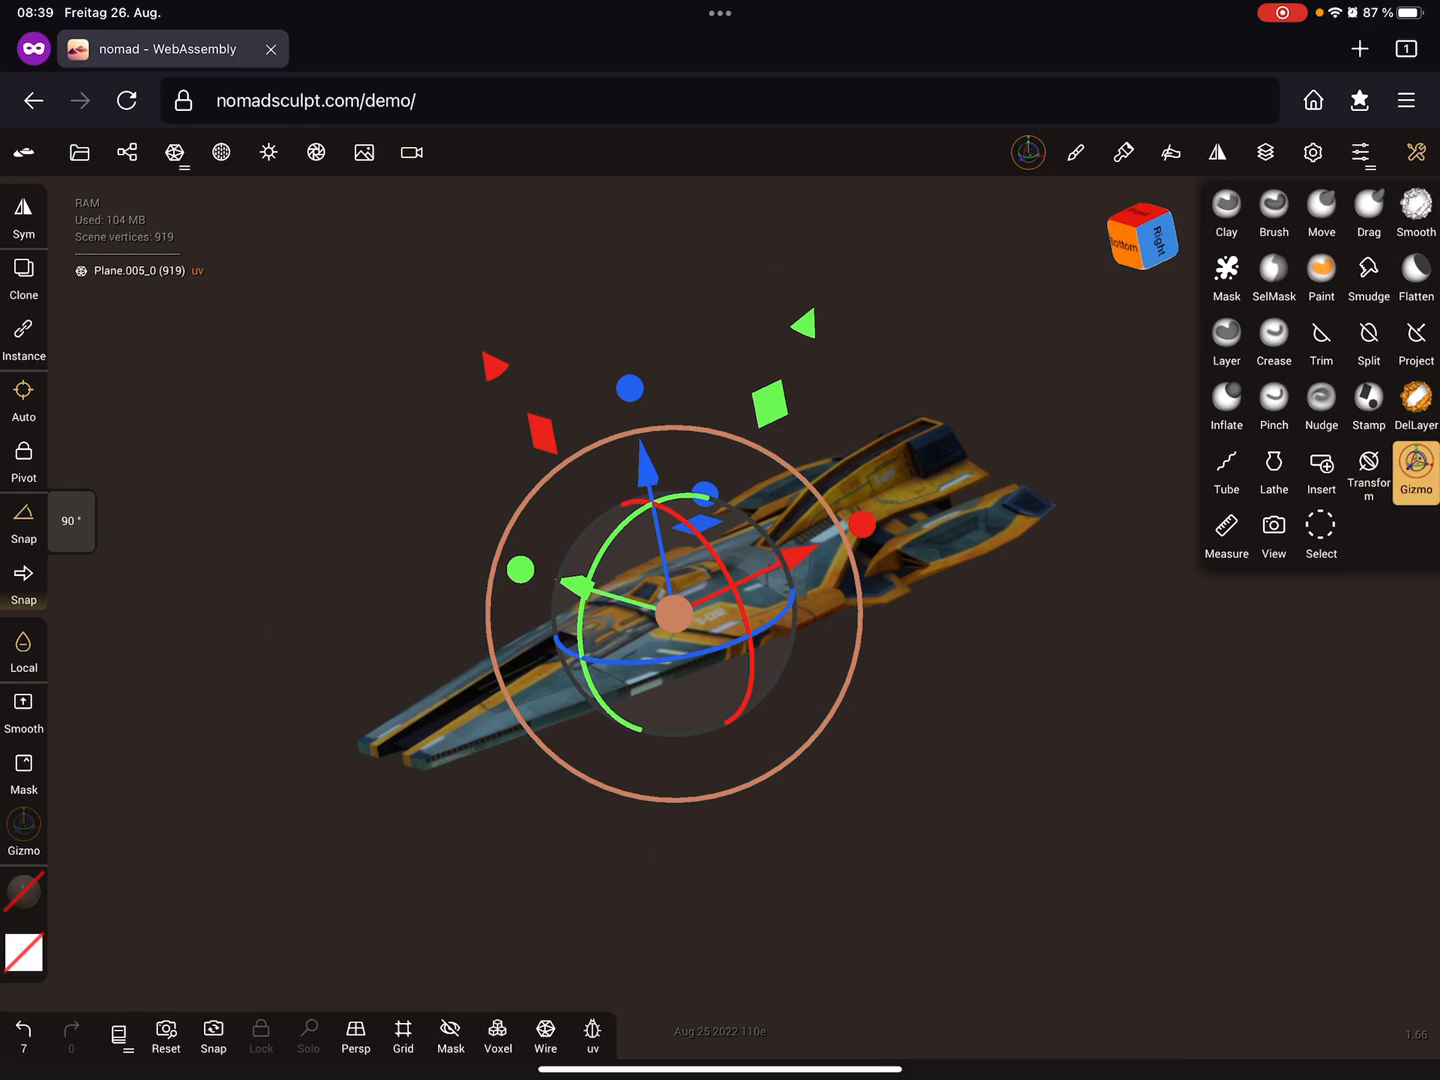 08:39 Freitag 26. Aug.
87 %
nomad - WebAssembly
1
nomadsculpt.com/demo/
RAM
Used: 104 MB
Scene vertices: 919
Plane.005_0 (919) uv
Sym
Clone
Instance
Auto
Pivot
Snap
90 °
Snap
Local
Smooth
Mask
Gizmo
Right
Clay Brush Move Drag Smooth
Mask SelMask Paint Smudge Flatten
Layer Crease Trim Split Project
Inflate Pinch Nudge Stamp DelLayer
Tube Lathe Insert Transfor
m Gizmo
Measure View Select
7 0 Reset Snap Lock Solo Persp Grid Mask Voxel Wire uv
Aug 25 2022 110e
1.66